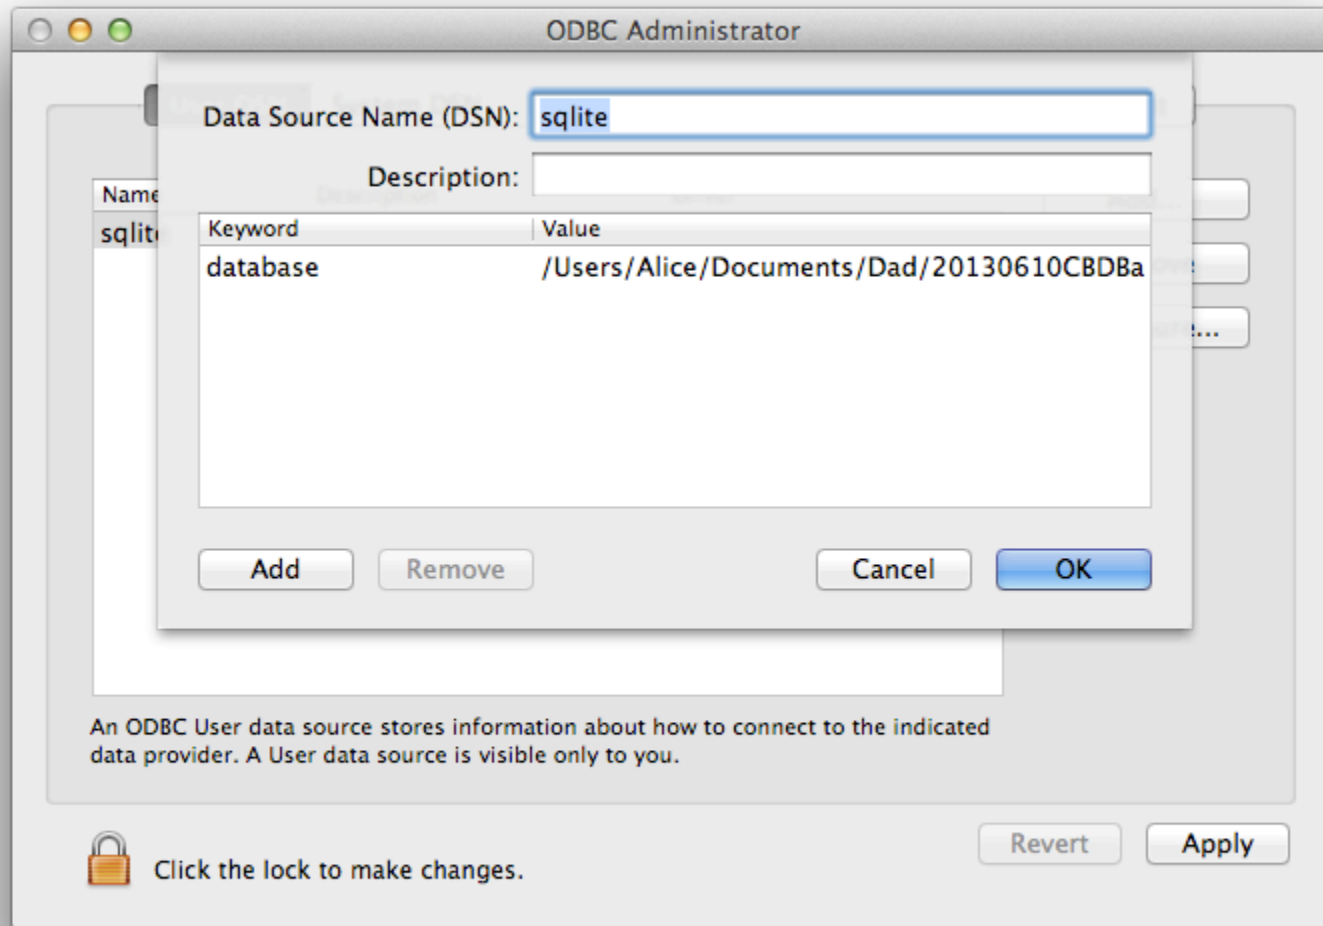 ODBC Administrator
Data Source Name (DSN): sqlite
Description:
Name
sqlite
Keyword Value
database /Users/Alice/Documents/Dad/20130610CBDBa
Add Remove Cancel OK
An ODBC User data source stores information about how to connect to the indicated
data provider. A User data source is visible only to you.
Click the lock to make changes.
Revert Apply